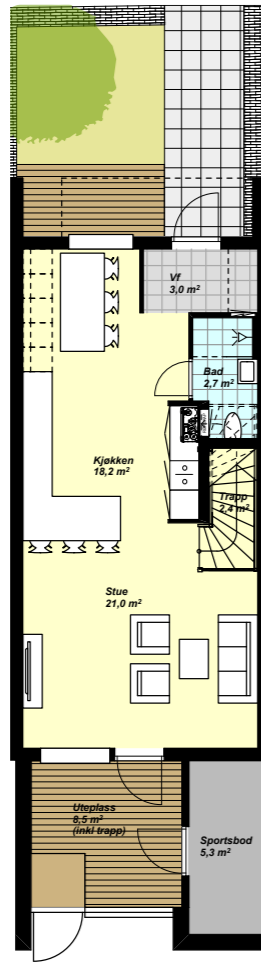 Vf
3,0 m²
Bad
2,7 m²
Kjøkken
18,2 m²
Trapp
2,4 m²
Stue
21,0 m²
Uteplass
8,5 m²
(inkl trapp)
Sportsbod
5,3 m²